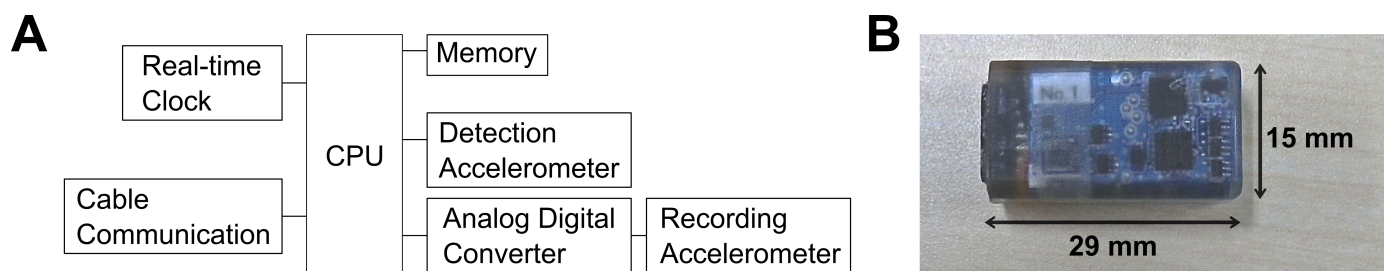 A
Real-time
Clock
Cable
Communication
CPU
Memory
Detection
Accelerometer
Analog Digital
Converter
Recording
Accelerometer
B
No.1
15 mm
29 mm